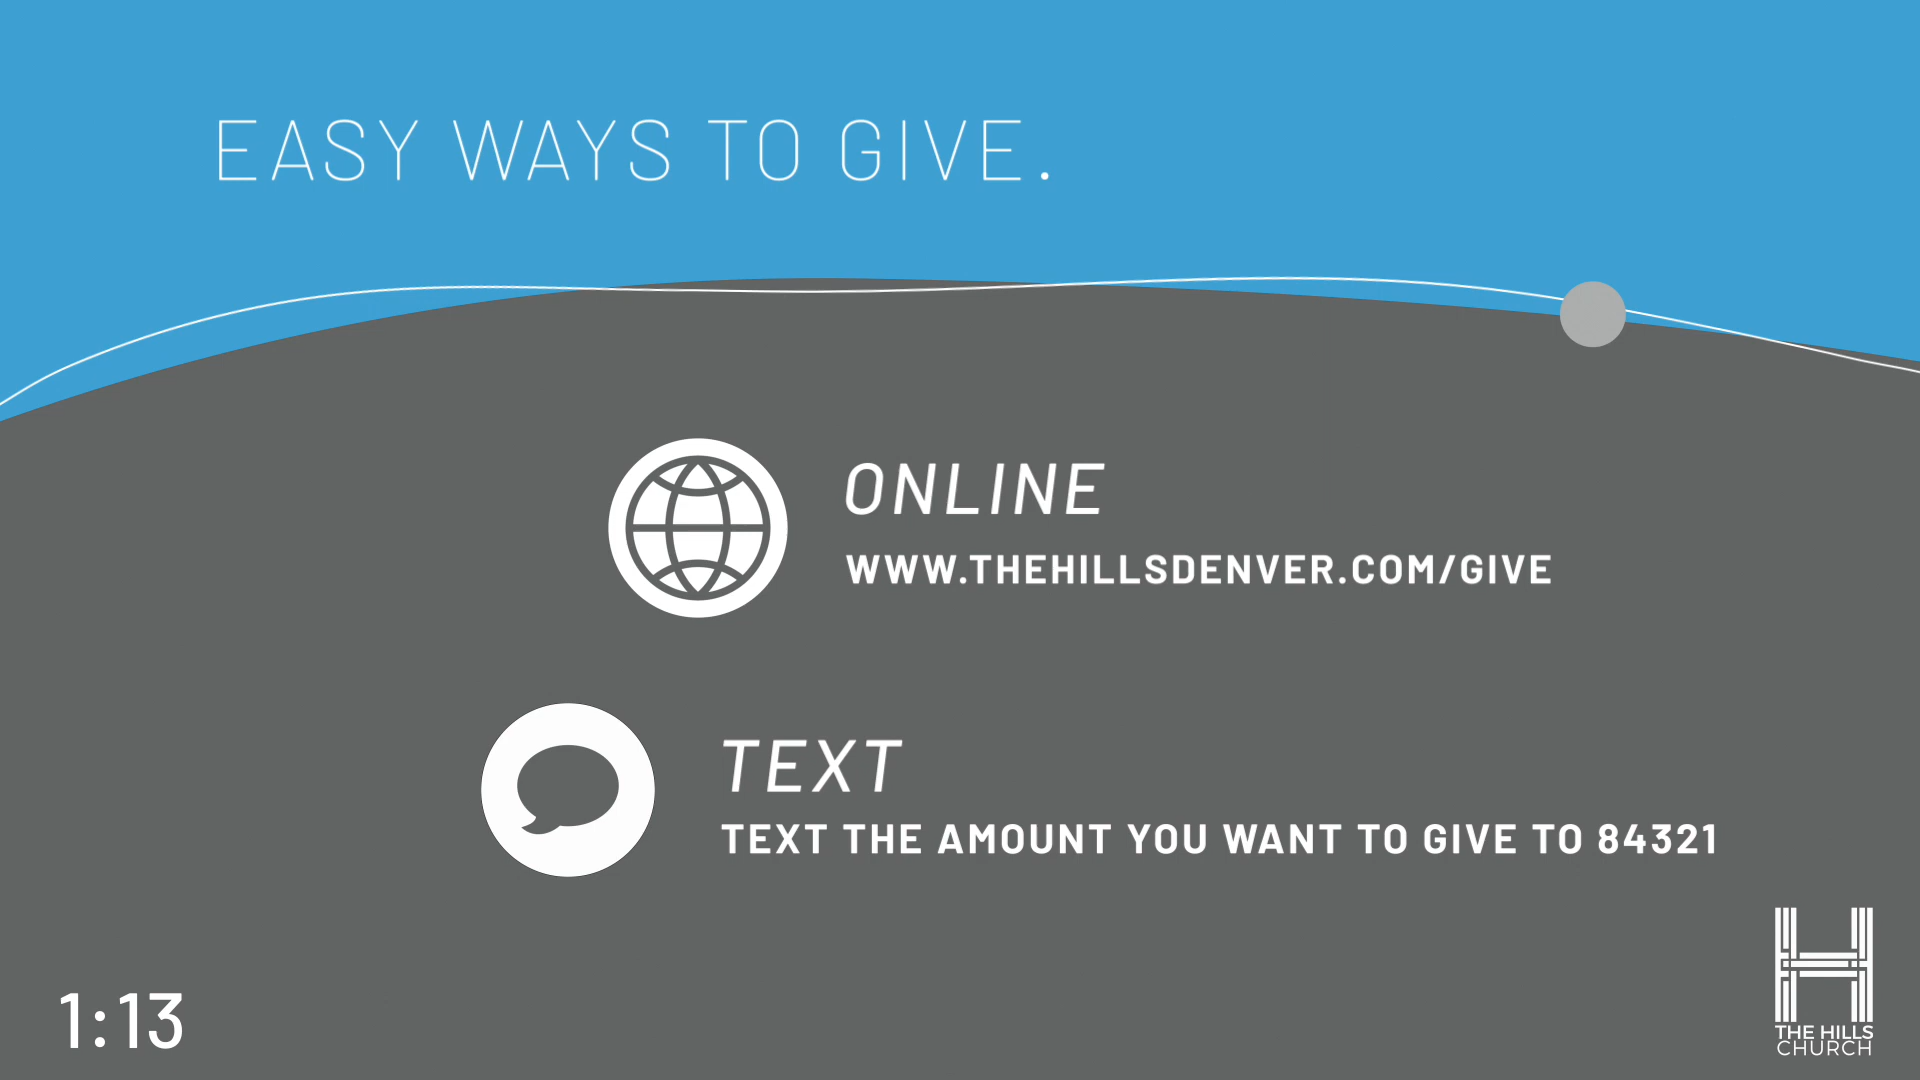 EASY WAYS TO GIVE.
ONLINE
WWW.THEHILLSDENVER.COM/GIVE
TEXT
TEXT THE AMOUNT YOU WANT TO GIVE TO 84321
1:13
THE HILLS
CHURCH